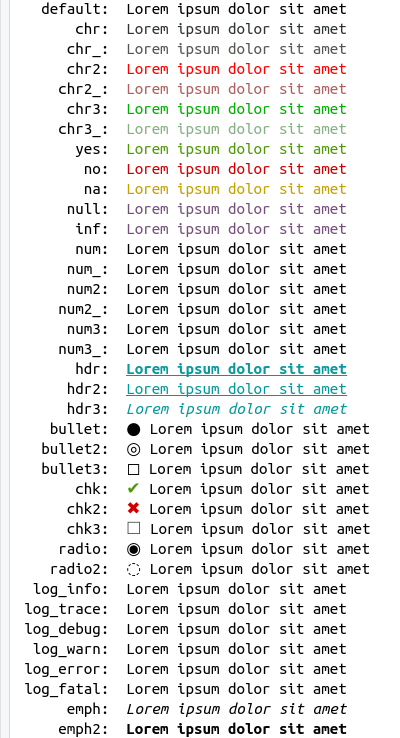 default: Lorem ipsum dolor sit amet
chr: Lorem ipsum dolor sit amet
chr_: Lorem ipsum dolor sit amet
chr2: Lorem ipsum dolor sit amet
chr2_: Lorem ipsum dolor sit amet
chr3: Lorem ipsum dolor sit amet
chr3_: Lorem ipsum dolor sit amet
yes: Lorem ipsum dolor sit amet
no: Lorem ipsum dolor sit amet
na: Lorem ipsum dolor sit amet
null: Lorem ipsum dolor sit amet
inf: Lorem ipsum dolor sit amet
num: Lorem ipsum dolor sit amet
num_: Lorem ipsum dolor sit amet
num2: Lorem ipsum dolor sit amet
num2_: Lorem ipsum dolor sit amet
num3: Lorem ipsum dolor sit amet
num3_: Lorem ipsum dolor sit amet
hdr: Lorem ipsum dolor sit amet
hdr2: Lorem ipsum dolor sit amet
hdr3: Lorem ipsum dolor sit amet
bullet: ● Lorem ipsum dolor sit amet
bullet2: ◎ Lorem ipsum dolor sit amet
bullet3: □ Lorem ipsum dolor sit amet
chk: ✔ Lorem ipsum dolor sit amet
chk2: ✖ Lorem ipsum dolor sit amet
chk3: ☐ Lorem ipsum dolor sit amet
radio: ◉ Lorem ipsum dolor sit amet
radio2: ◌ Lorem ipsum dolor sit amet
log_info: Lorem ipsum dolor sit amet
log_trace: Lorem ipsum dolor sit amet
log_debug: Lorem ipsum dolor sit amet
log_warn: Lorem ipsum dolor sit amet
log_error: Lorem ipsum dolor sit amet
log_fatal: Lorem ipsum dolor sit amet
emph: Lorem ipsum dolor sit amet
emph2: Lorem ipsum dolor sit amet